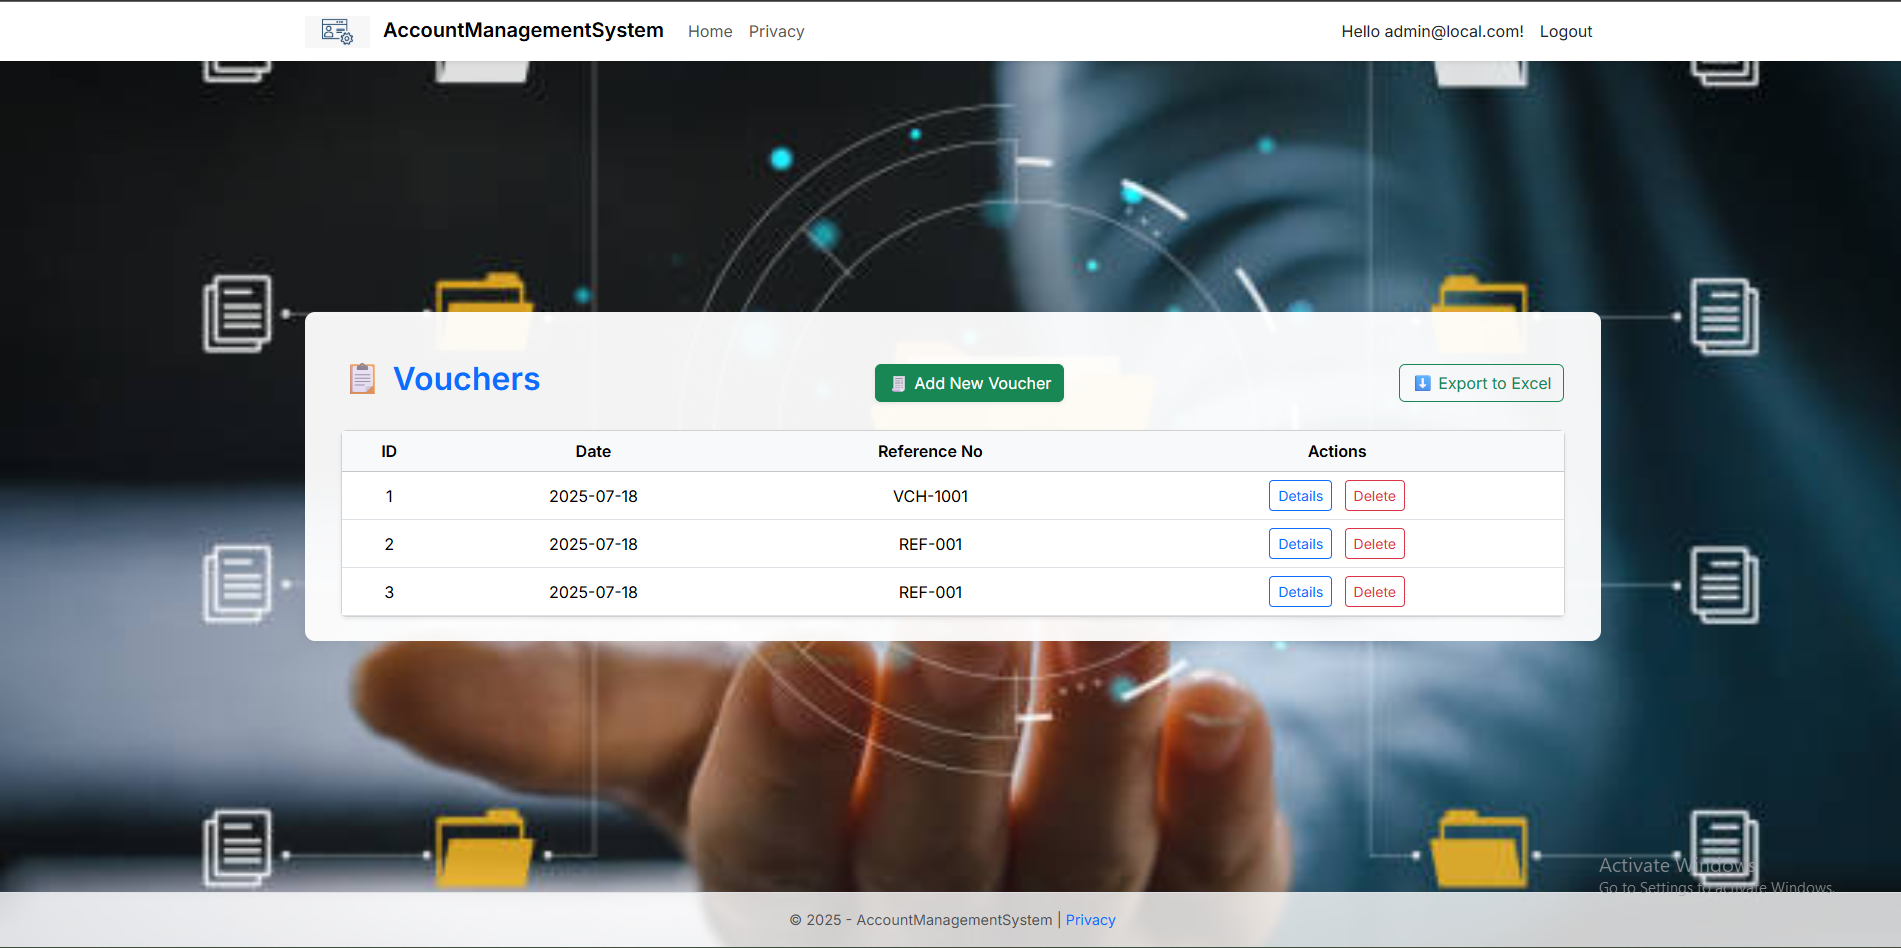 AccountManagementSystem Home Privacy Hello admin@local.com! Logout
Vouchers Add New Voucher Export to Excel
ID Date Reference No Actions
1 2025-07-18 VCH-1001 Details Delete
2 2025-07-18 REF-001 Details Delete
3 2025-07-18 REF-001 Details Delete
Activate Windows
Go to Settings to activate Windows.
© 2025 - AccountManagementSystem | Privacy